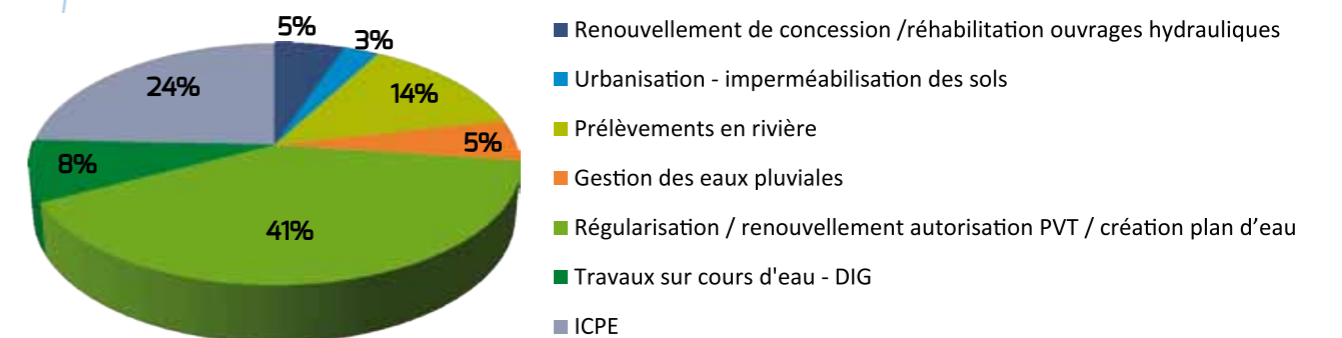 5%
3%
24%
14%
5%
8%
41%
Renouvellement de concession /réhabilitation ouvrages hydrauliques
Urbanisation - imperméabilisation des sols
Prélèvements en rivière
Gestion des eaux pluviales
Régularisation / renouvellement autorisation PVT / création plan d’eau
Travaux sur cours d'eau - DIG
ICPE